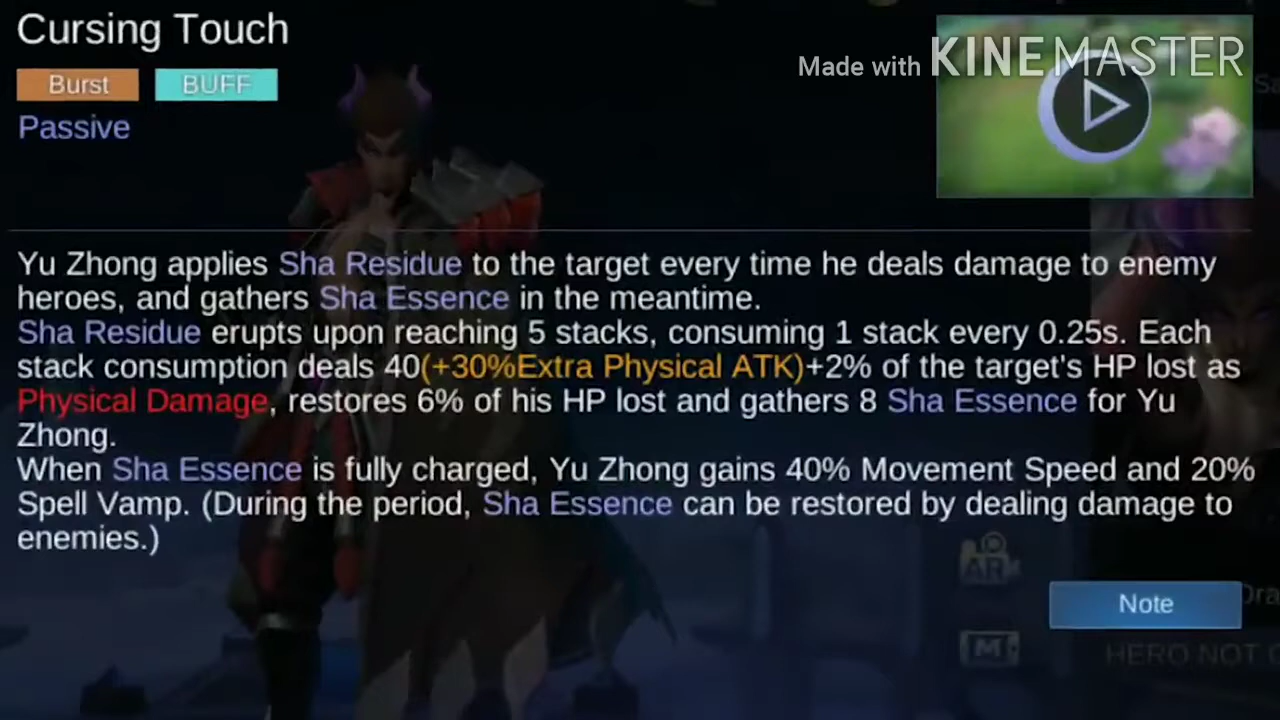 Cursing Touch
Made with KINEMASTER
Burst BUFF
Passive
Yu Zhong applies Sha Residue to the target every time he deals damage to enemy
heroes, and gathers Sha Essence in the meantime.
Sha Residue erupts upon reaching 5 stacks, consuming 1 stack every 0.25s. Each
stack consumption deals 40(+30%Extra Physical ATK)+2% of the target's HP lost as
Physical Damage, restores 6% of his HP lost and gathers 8 Sha Essence for Yu
Zhong.
When Sha Essence is fully charged, Yu Zhong gains 40% Movement Speed and 20%
Spell Vamp. (During the period, Sha Essence can be restored by dealing damage to
enemies.)
AR
Note
M
HERO NOT